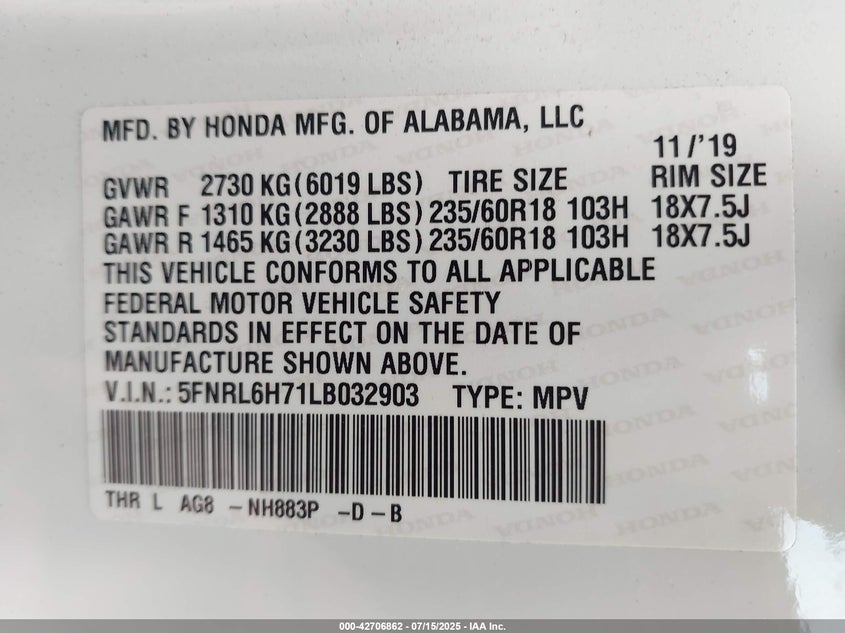 MFD. BY HONDA MFG. OF ALABAMA, LLC
11/'19
GVWR 2730 KG(6019 LBS) TIRE SIZE RIM SIZE
GAWR F 1310 KG(2888 LBS)235/60R18 103H 18X7.5J
GAWR R 1465 KG(3230 LBS)235/60R18 103H 18X7.5J
THIS VEHICLE CONFORMS TO ALL APPLICABLE
FEDERAL MOTOR VEHICLE SAFETY
STANDARDS IN EFFECT ON THE DATE OF
MANUFACTURE SHOWN ABOVE.
V.I.N.: 5FNRL6H71LB032903 TYPE: MPV
THR L AG8 – NH883P –D – B
000-42706862 - 07/15/2025 - IAA Inc.